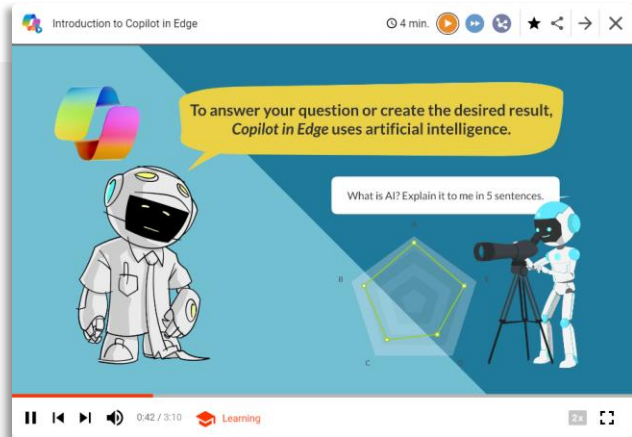 Introduction to Copilot in Edge
4 min.
To answer your question or create the desired result,
Copilot in Edge uses artificial intelligence.
What is AI? Explain it to me in 5 sentences.
A
B
E
C
0:42 / 3:10
Learning
2x